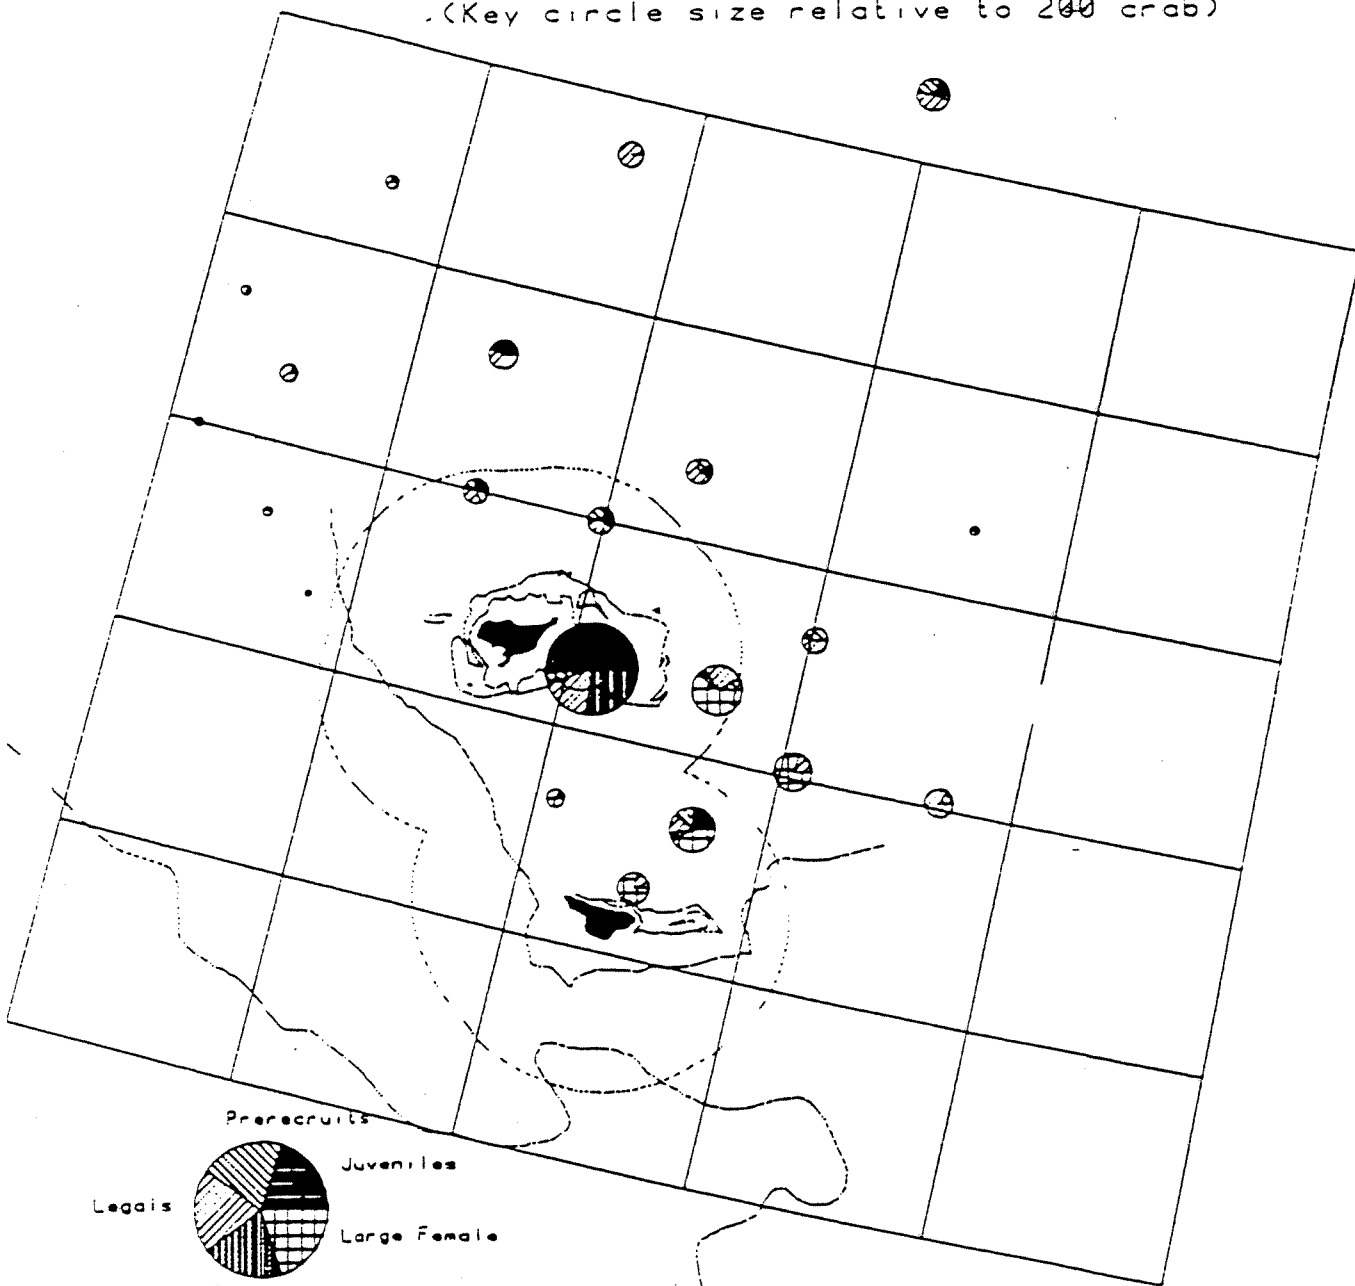 .(Key circle size relative to 200 crab)
Prerecruits
Juveniles
Legals
Large Female